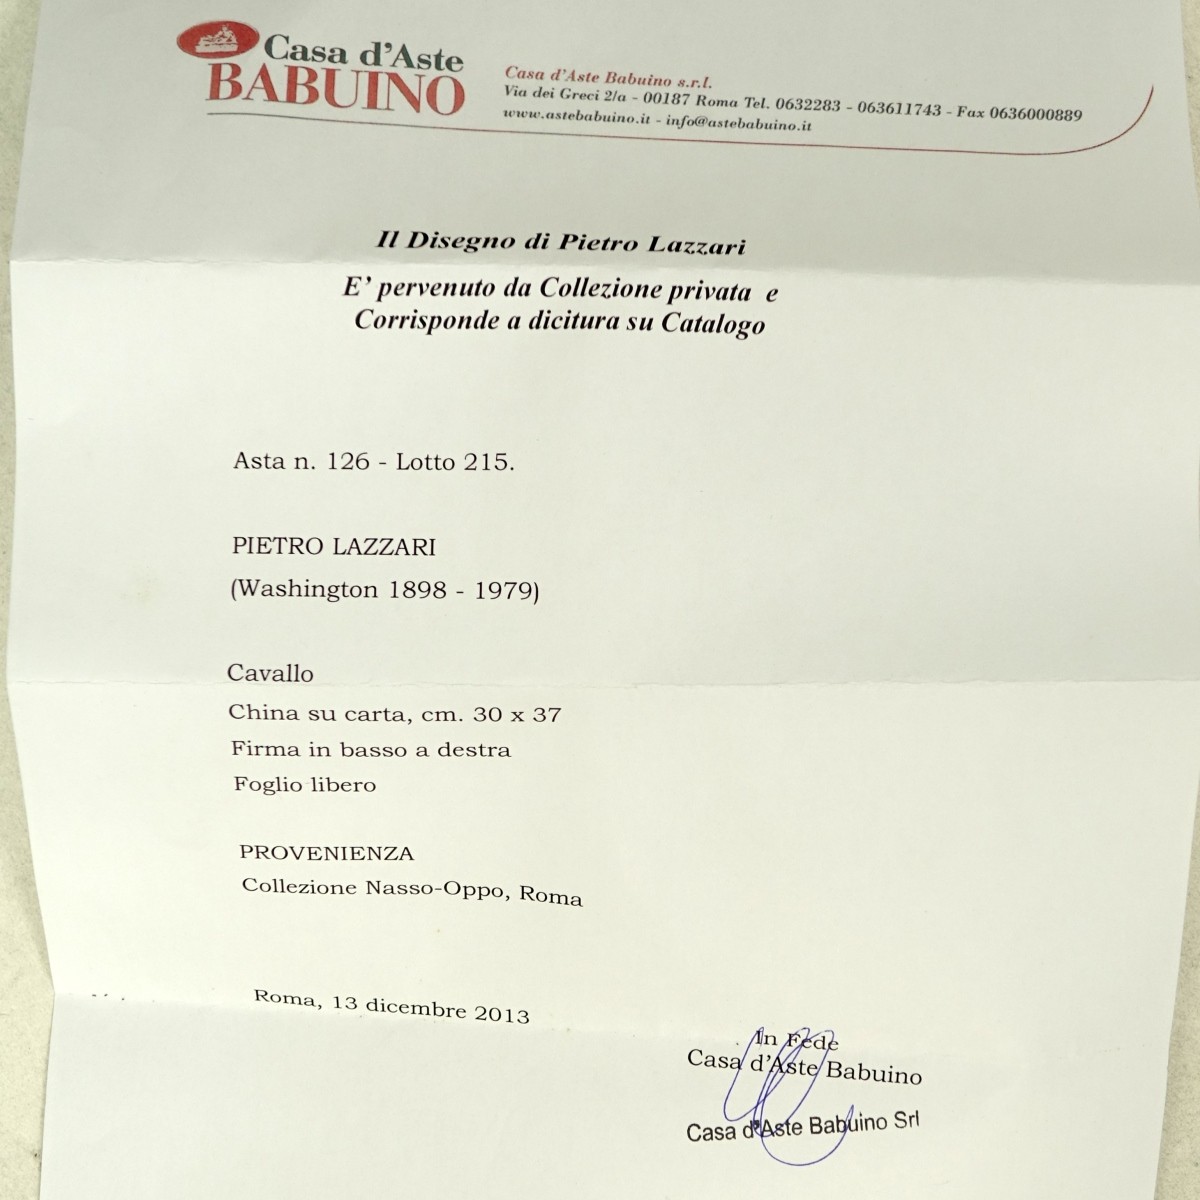 Casa d'Aste
BABUINO
Casa d'Aste Babuino s.r.l.
Via dei Greci 2/a - 00187 Roma Tel. 0632283 - 063611743 - Fax 0636000889
www.astebabuino.it - info@astebabuino.it
Il Disegno di Pietro Lazzari
E' pervenuto da Collezione privata e
Corrisponde a dicitura su Catalogo
Asta n. 126 - Lotto 215.
PIETRO LAZZARI
(Washington 1898 - 1979)
Cavallo
China su carta, cm. 30 x 37
Firma in basso a destra
Foglio libero
PROVENIENZA
Collezione Nasso-Oppo, Roma
Roma, 13 dicembre 2013
In Fede
Casa d'Aste Babuino
Casa d'Aste Babuino Srl